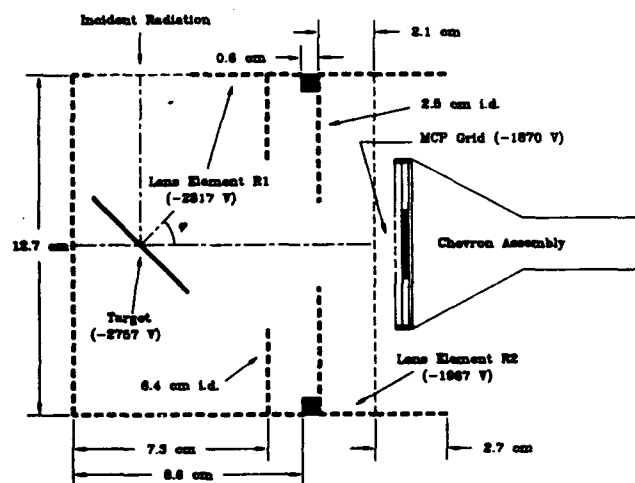 Incident Radiation
2.1 cm
0.6 cm
2.5 cm i.d.
MCP Grid (-1870 V)
Lens Element R1
(-2817 V)
φ
12.7 cm
Chevron Assembly
Target
(-2757 V)
Lens Element R2
(-1987 V)
6.4 cm i.d.
7.3 cm
2.7 cm
8.8 cm